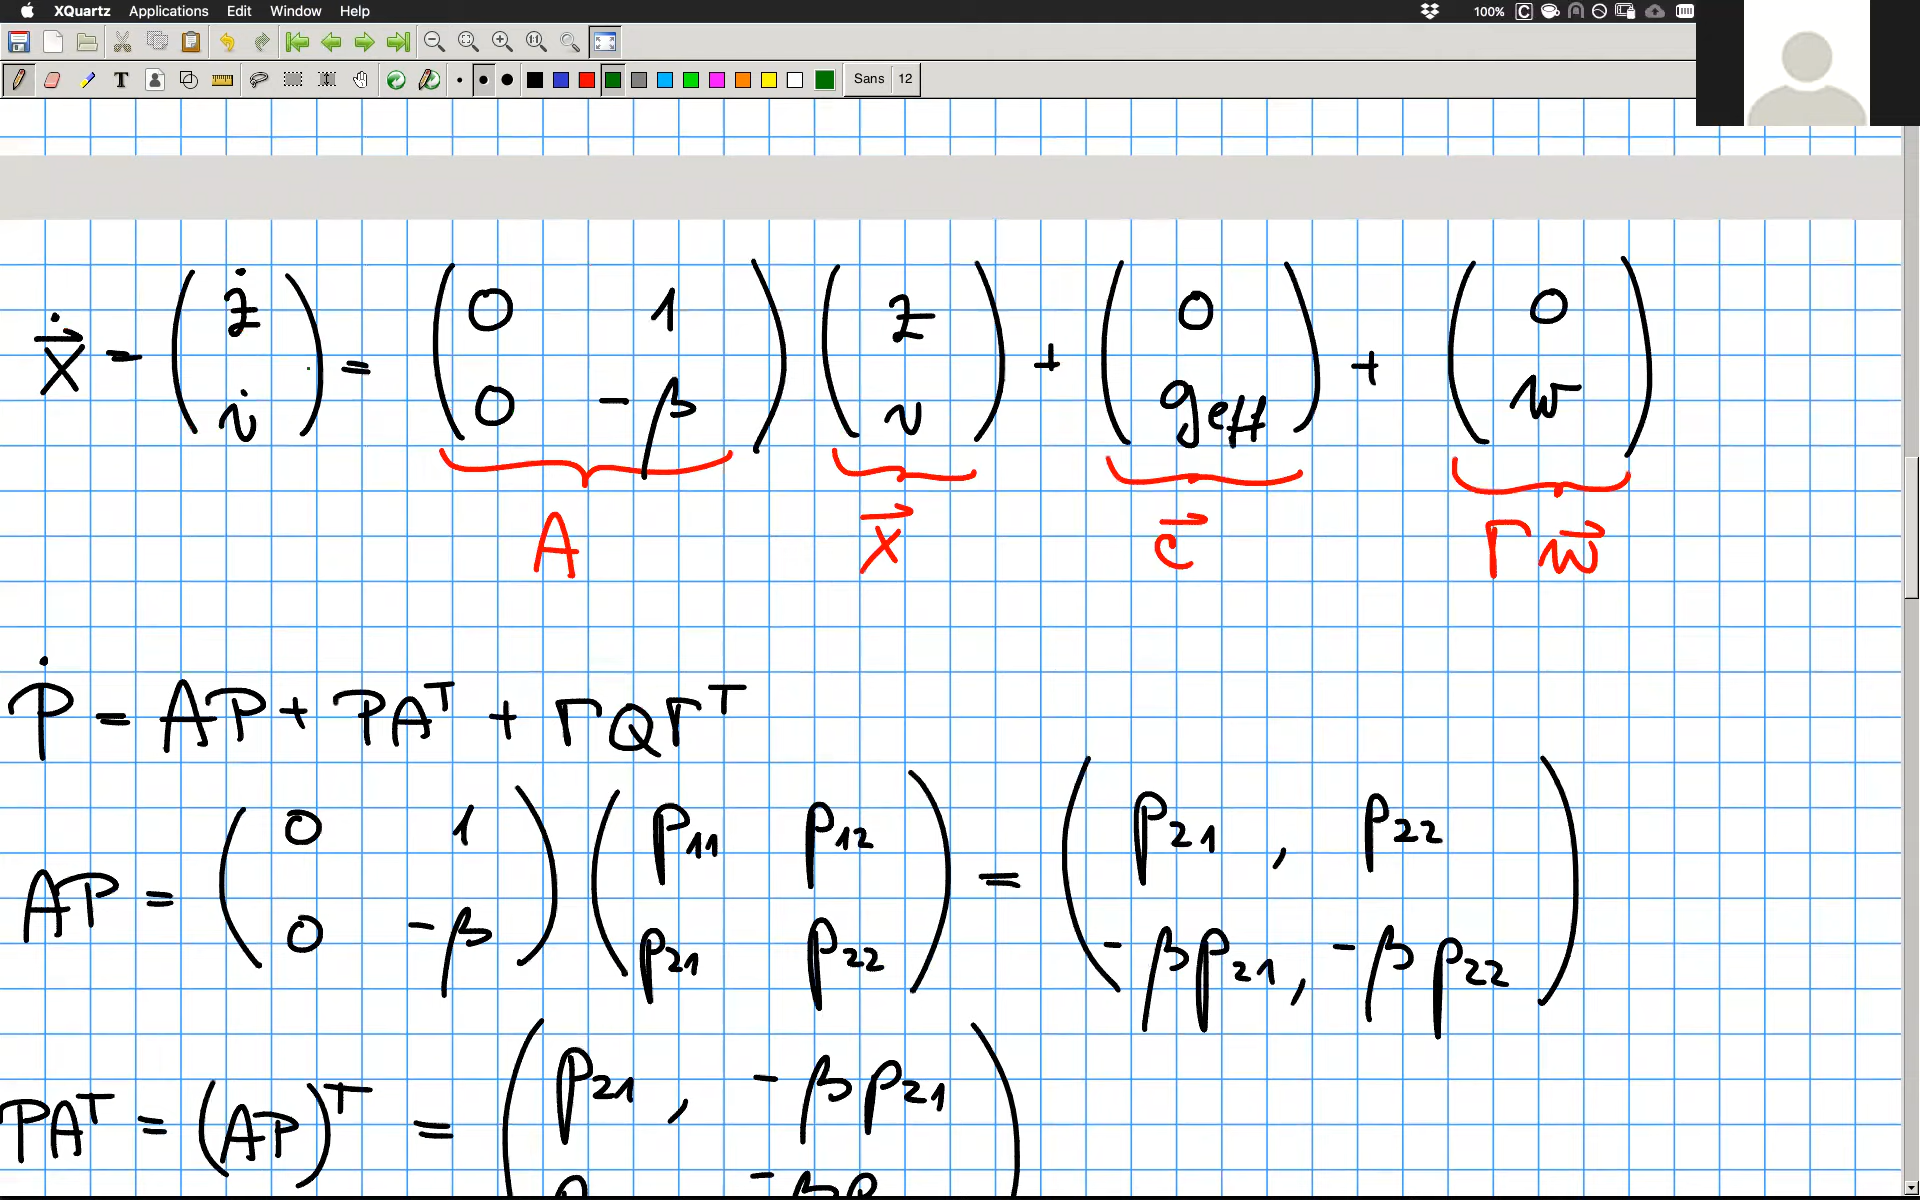 XQuartz Applications Edit Window Help 100%
Sans 12
ẋ⃗ = ( ż ) = ( 0 1 ) ( z ) + ( 0 ) + ( 0 )
( v̇ ) ( 0 -β ) ( v ) ( g_eff ) ( w )
A x⃗ c⃗ Γw⃗
Ṗ = AP + PAᵀ + ΓQΓᵀ
AP = ( 0 1 ) ( p₁₁ p₁₂ ) = ( p₂₁ , p₂₂ )
( 0 -β ) ( p₂₁ p₂₂ ) ( -βp₂₁, -βp₂₂ )
PAᵀ = (AP)ᵀ = ( p₂₁ , -βp₂₁ )